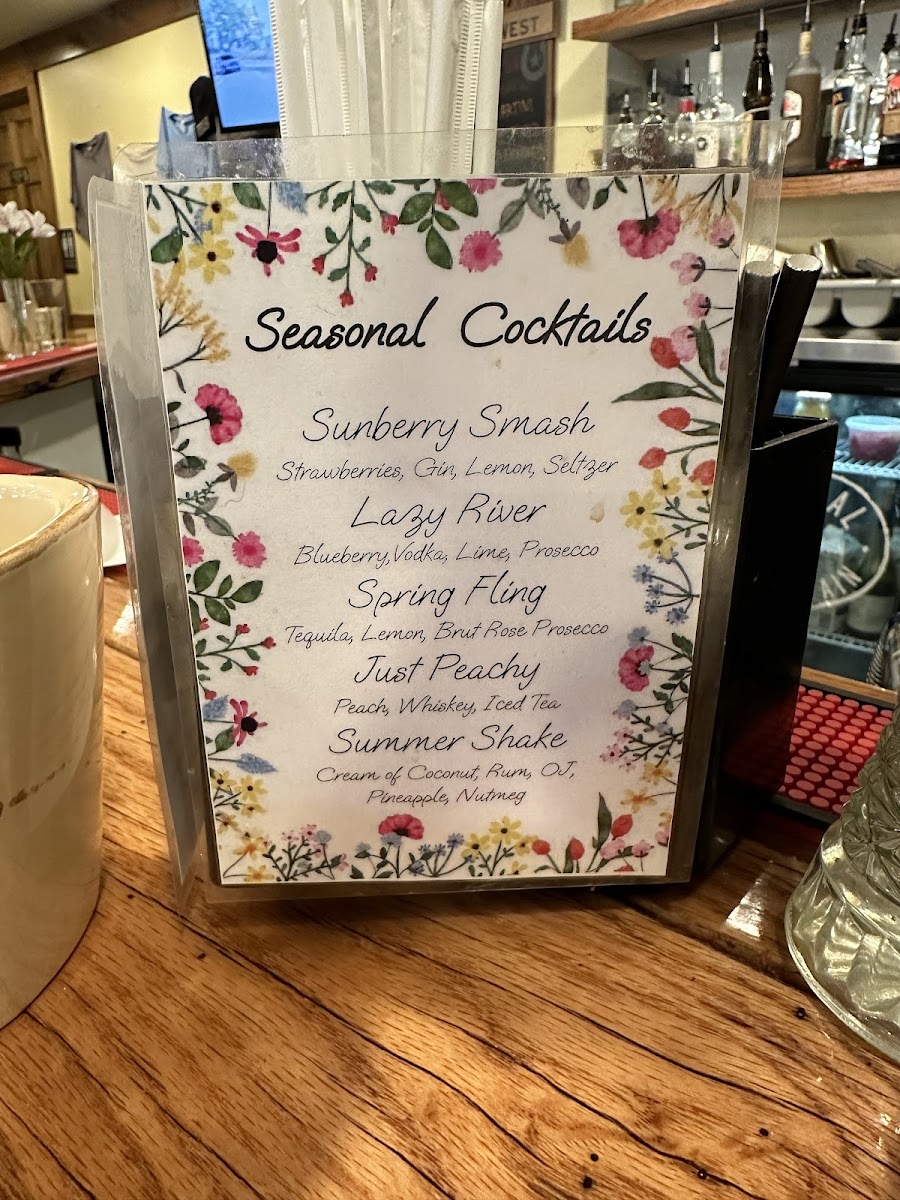 WEST
Seasonal Cocktails
Sunberry Smash
Strawberries, Gin, Lemon, Seltzer
Lazy River
Blueberry,Vodka, Lime, Prosecco
Spring Fling
Tequila, Lemon, Brut Rose Prosecco
Just Peachy
Peach, Whiskey, Iced Tea
Summer Shake
Cream of Coconut, Rum, OJ,
Pineapple, Nutmeg